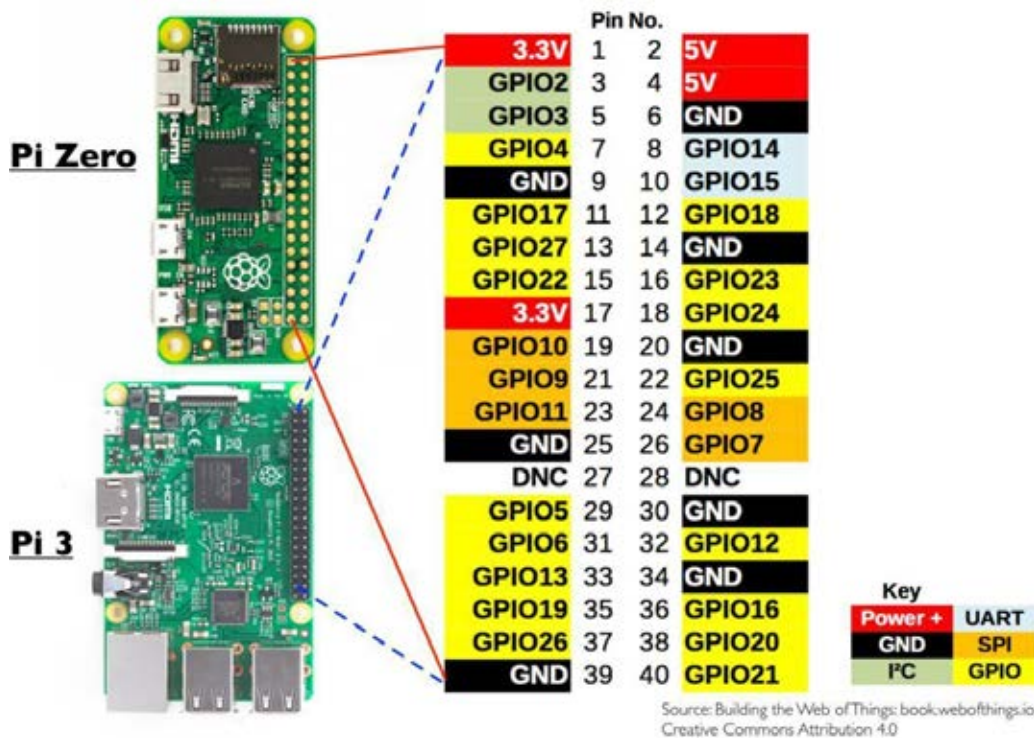 Pin No.
3.3V 1 2 5V
GPIO2 3 4 5V
GPIO3 5 6 GND
GPIO4 7 8 GPIO14
Pi Zero
GND 9 10 GPIO15
GPIO17 11 12 GPIO18
GPIO27 13 14 GND
GPIO22 15 16 GPIO23
3.3V 17 18 GPIO24
GPIO10 19 20 GND
GPIO9 21 22 GPIO25
GPIO11 23 24 GPIO8
GND 25 26 GPIO7
DNC 27 28 DNC
GPIO5 29 30 GND
Pi 3
GPIO6 31 32 GPIO12
GPIO13 33 34 GND
GPIO19 35 36 GPIO16
GPIO26 37 38 GPIO20
GND 39 40 GPIO21
Key
Power + UART
GND SPI
I²C GPIO
Source: Building the Web of Things: book.webofthings.io
Creative Commons Attribution 4.0
HDMI
HDMI